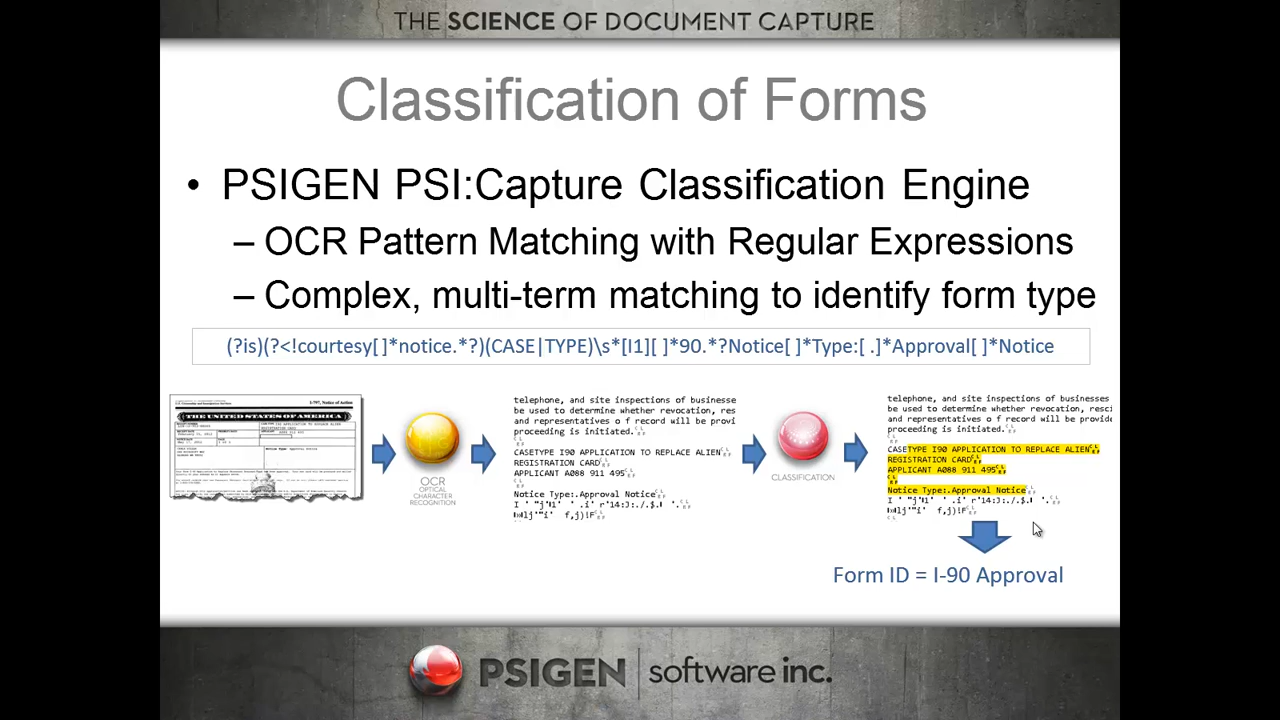 THE SCIENCE OF DOCUMENT CAPTURE
Classification of Forms
• PSIGEN PSI:Capture Classification Engine
– OCR Pattern Matching with Regular Expressions
– Complex, multi-term matching to identify form type
(?is)(?<!courtesy[ ]*notice.*?)(CASE|TYPE)\s*[I1][ ]*90.*?Notice[ ]*Type:[ .]*Approval[ ]*Notice
I-797, Notice of Action
THE UNITED STATES OF AMERICA
OCR
OPTICAL
CHARACTER
RECOGNITION
telephone, and site inspections of businesse
be used to determine whether revocation, res
and representatives o f record will be provi
proceeding is initiated.
CASETYPE I90 APPLICATION TO REPLACE ALIEN
REGISTRATION CARD
APPLICANT A088 911 495
Notice Type:.Approval Notice
CLASSIFICATION
telephone, and site inspections of businesses
be used to determine whether revocation, resci
and representatives o f record will be provide
proceeding is initiated.
CASETYPE I90 APPLICATION TO REPLACE ALIEN
REGISTRATION CARD
APPLICANT A088 911 495
Notice Type:.Approval Notice
Form ID = I-90 Approval
PSIGEN software inc.